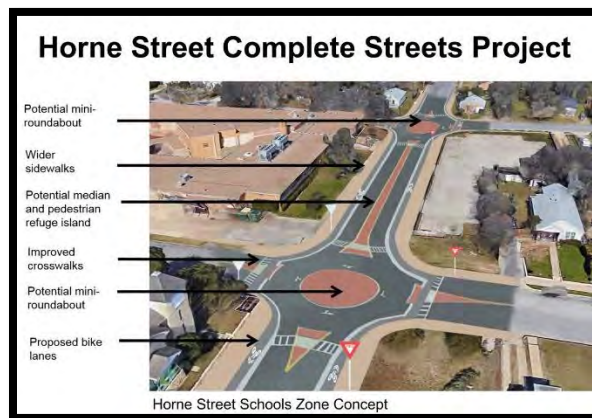 Horne Street Complete Streets Project
Potential mini-
roundabout
Wider
sidewalks
Potential median
and pedestrian
refuge island
Improved
crosswalks
Potential mini-
roundabout
Proposed bike
lanes
Horne Street Schools Zone Concept